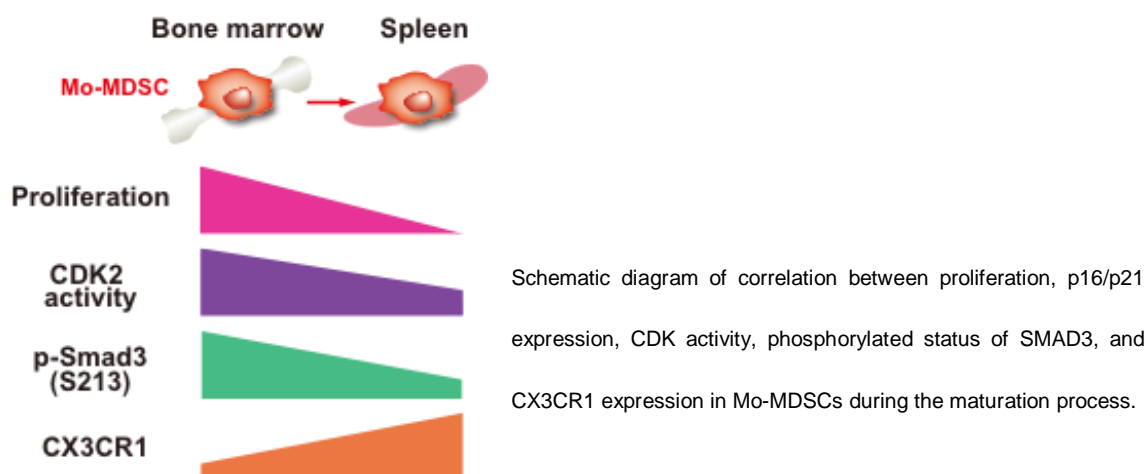 Bone marrow Spleen
Mo-MDSC
Proliferation
CDK2
activity
p-Smad3
(S213)
CX3CR1
Schematic diagram of correlation between proliferation, p16/p21
expression, CDK activity, phosphorylated status of SMAD3, and
CX3CR1 expression in Mo-MDSCs during the maturation process.